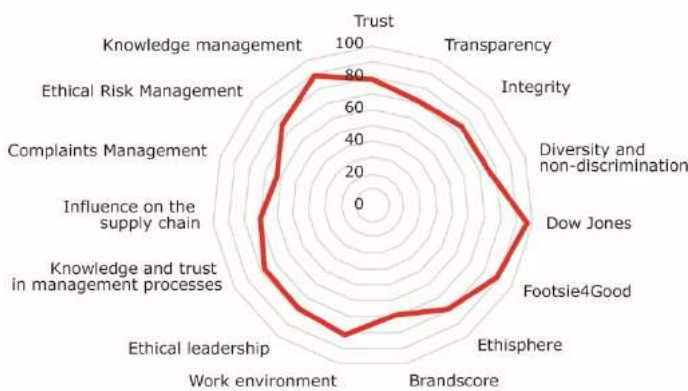 Trust
Knowledge management
100
Transparency
80
Ethical Risk Management
Integrity
60
Complaints Management
40
Diversity and
non-discrimination
20
Influence on the
supply chain
0
Dow Jones
Knowledge and trust
in management processes
Footsie4Good
Ethical leadership
Ethisphere
Work environment
Brandscore